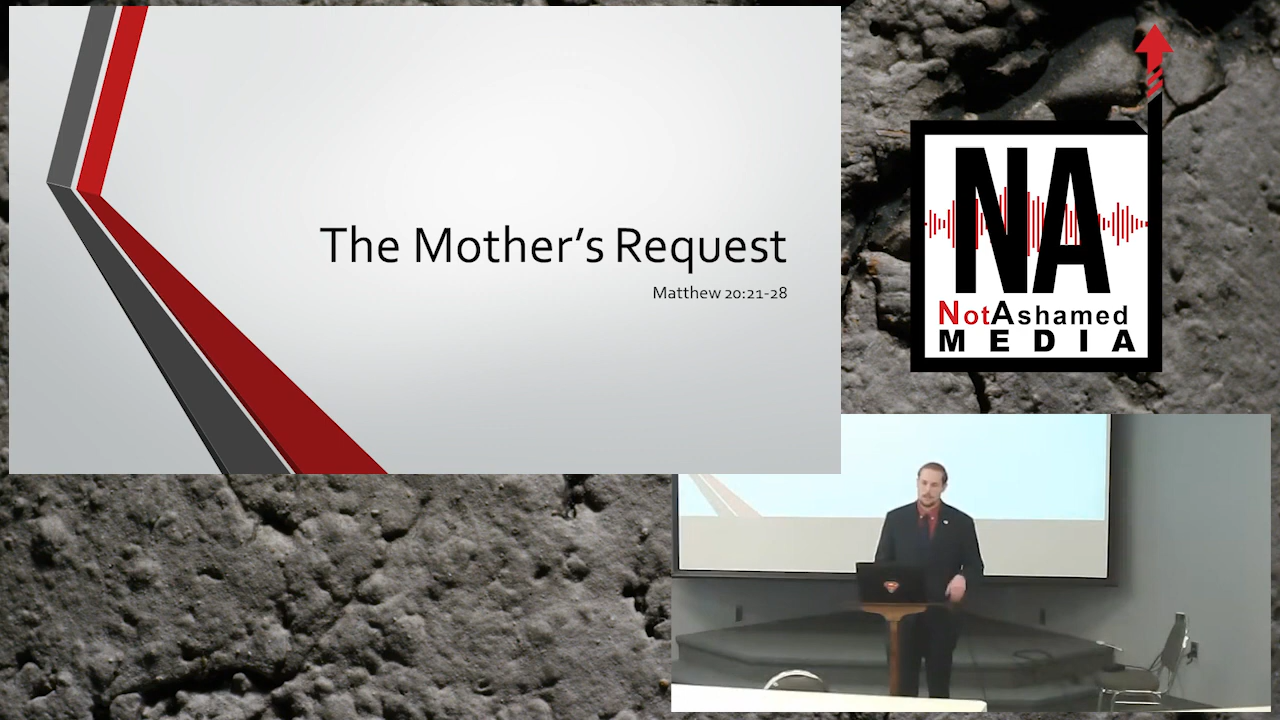 The Mother’s Request
Matthew 20:21-28
NA
NotAshamed
MEDIA